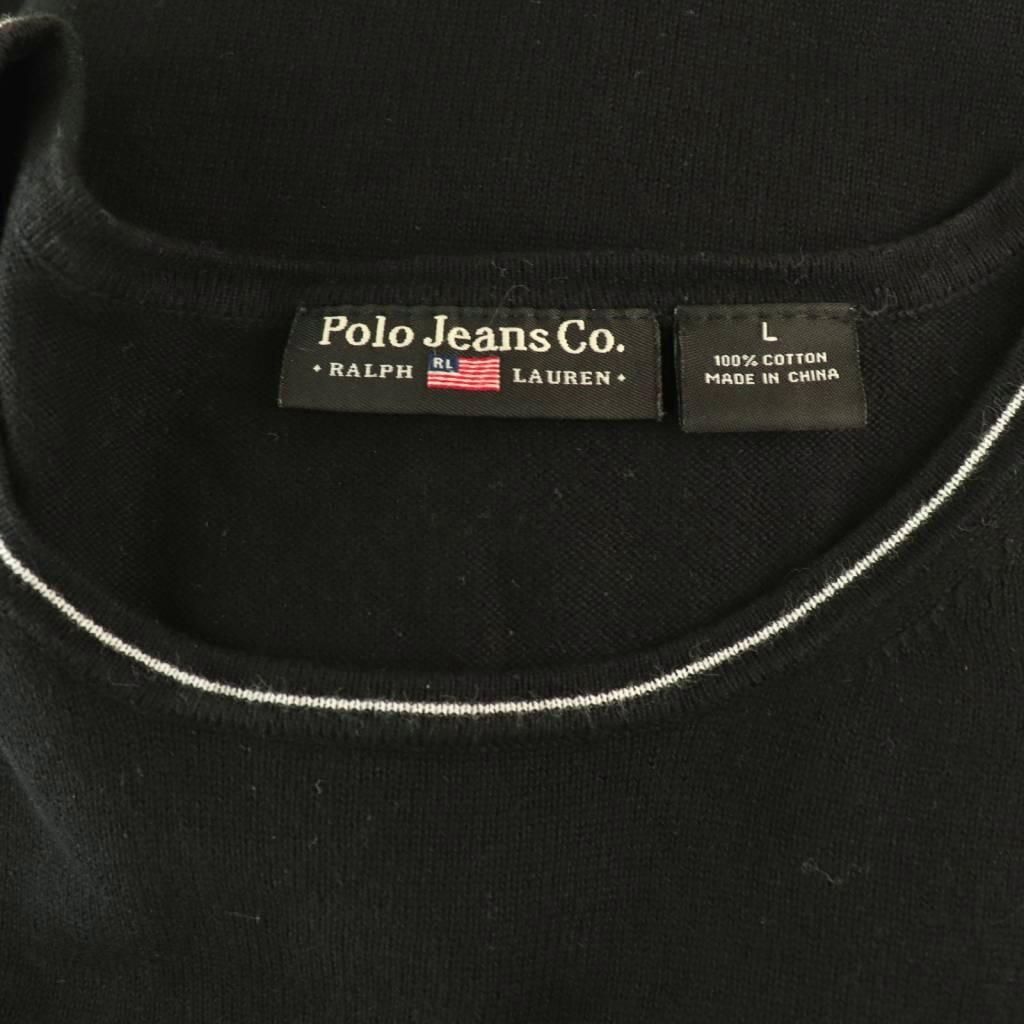 Polo Jeans Co.
RALPH RL LAUREN
L
100% COTTON
MADE IN CHINA